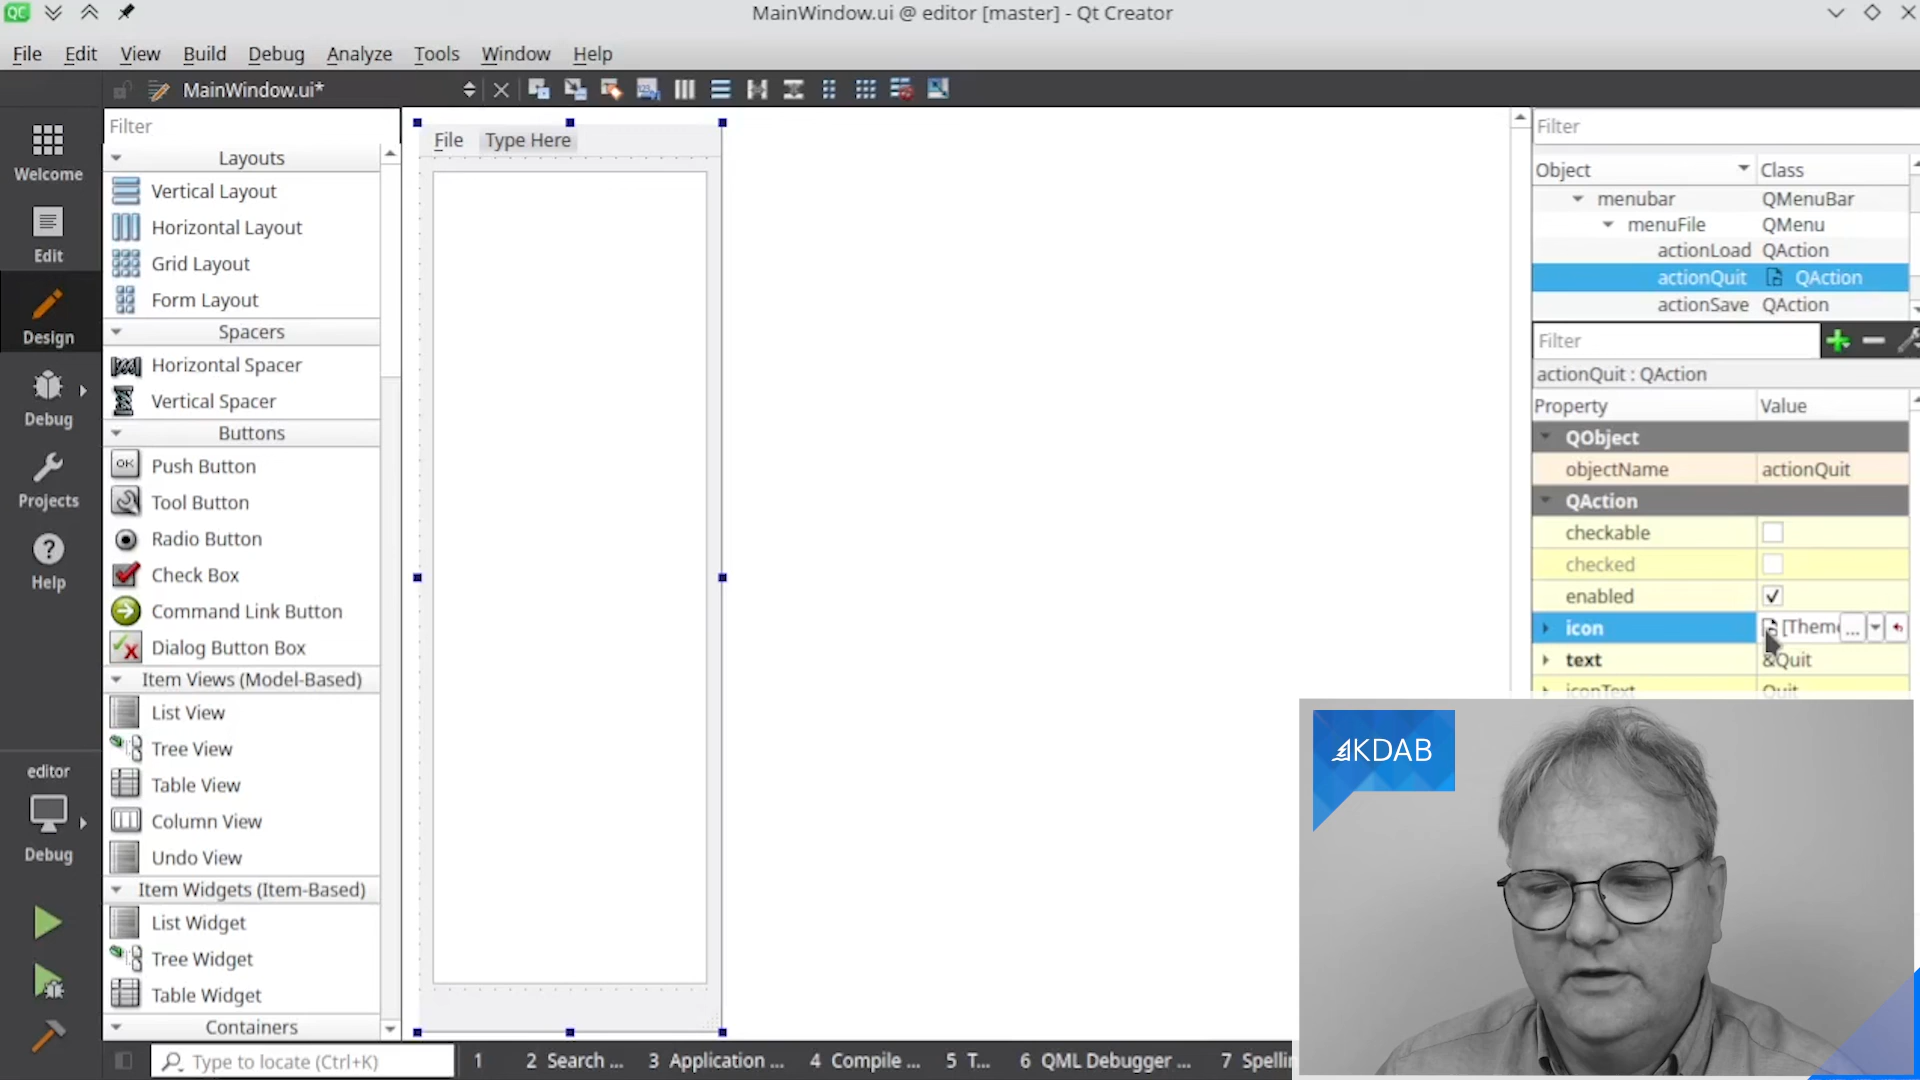 QC
MainWindow.ui @ editor [master] - Qt Creator
File Edit View Build Debug Analyze Tools Window Help
MainWindow.ui*
Welcome
Edit
Design
Debug
Projects
Help
editor
Debug
Filter
Layouts
Vertical Layout
Horizontal Layout
Grid Layout
Form Layout
Spacers
Horizontal Spacer
Vertical Spacer
Buttons
OK Push Button
Tool Button
Radio Button
Check Box
Command Link Button
Dialog Button Box
Item Views (Model-Based)
List View
Tree View
Table View
Column View
Undo View
Item Widgets (Item-Based)
List Widget
Tree Widget
Table Widget
Containers
File Type Here
Filter
Object Class
menubar QMenuBar
menuFile QMenu
actionLoad QAction
actionQuit QAction
actionSave QAction
Filter
actionQuit : QAction
Property Value
QObject
objectName actionQuit
QAction
checkable
checked
enabled
icon [Theme ...
text &Quit
iconText Quit
KDAB
Type to locate (Ctrl+K) 1 2 Search ... 3 Application ... 4 Compile ... 5 T... 6 QML Debugger ... 7 Spellin